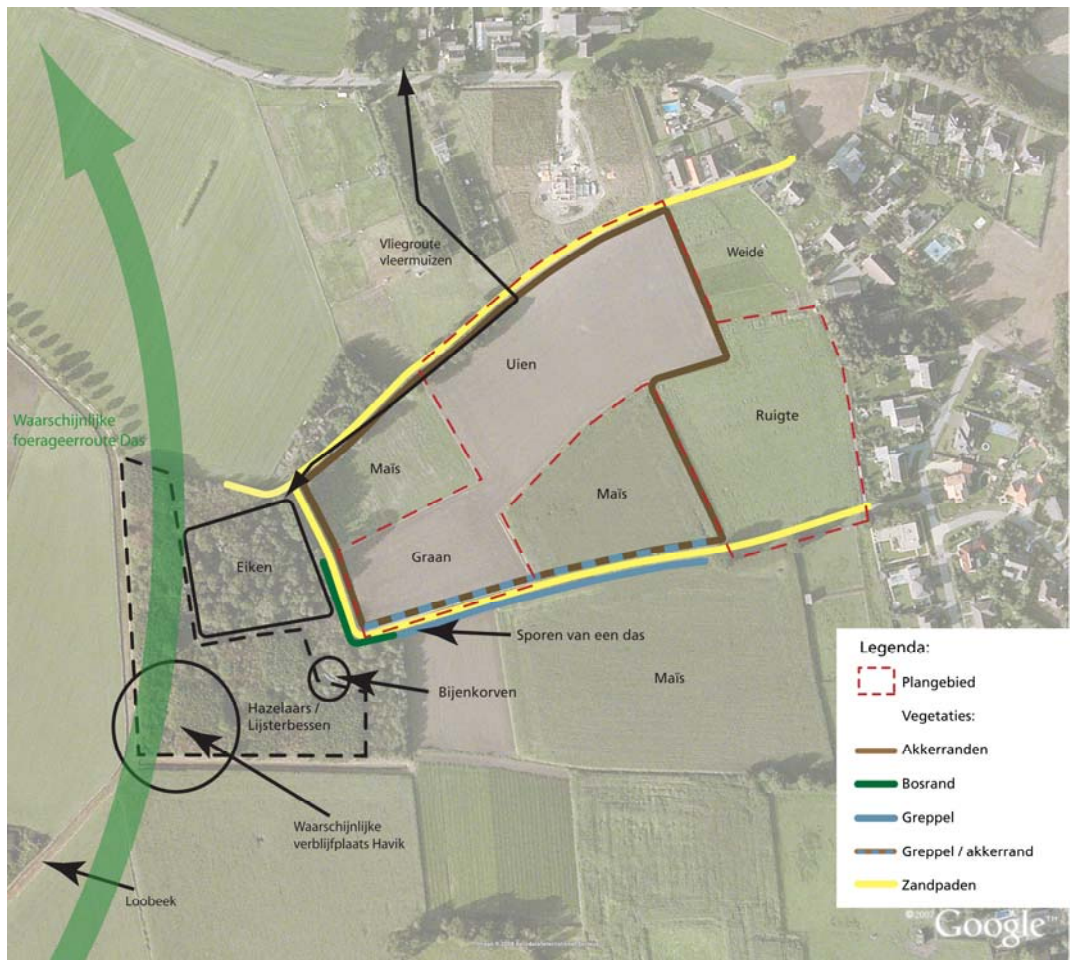 Vliegroute
vleermuizen
Weide
Uien
Ruigte
Waarschijnlijke
foerageerroute Das
Maïs
Maïs
Graan
Eiken
Sporen van een das
Bijenkorven
Maïs
Hazelaars /
Lijsterbessen
Waarschijnlijke
verblijfplaats Havik
Loobeek
Legenda:
Plangebied
Vegetaties:
Akkerranden
Bosrand
Greppel
Greppel / akkerrand
Zandpaden
©2007 Google™